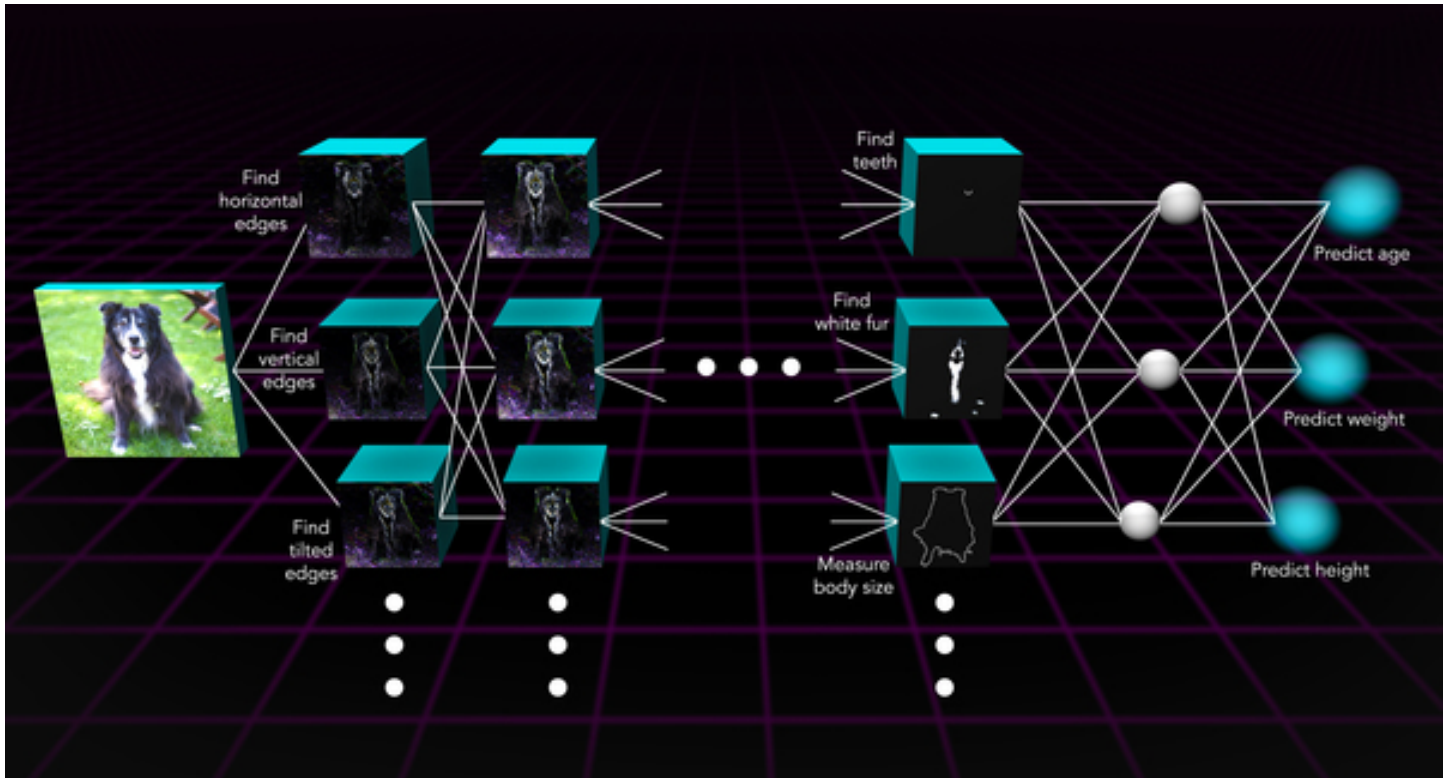 Find
horizontal
edges
Find
vertical
edges
Find
tilted
edges
Find
teeth
Find
white fur
Measure
body size
Predict age
Predict weight
Predict height